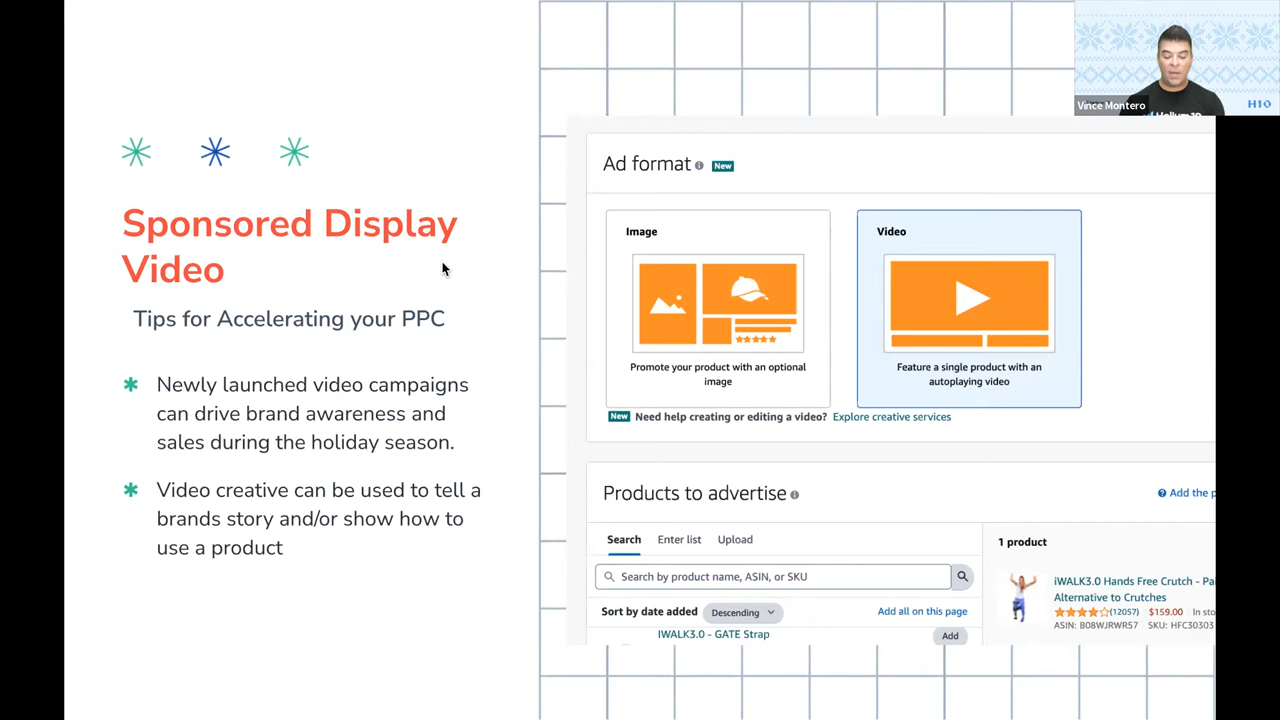 Vince Montero
H10
Helium 10
Sponsored Display
Video
Tips for Accelerating your PPC
Newly launched video campaigns
can drive brand awareness and
sales during the holiday season.
Video creative can be used to tell a
brands story and/or show how to
use a product
Ad format
New
Image
Promote your product with an optional
image
Video
Feature a single product with an
autoplaying video
New Need help creating or editing a video? Explore creative services
Products to advertise
Add the p
Search Enter list Upload
Search by product name, ASIN, or SKU
Sort by date added Descending Add all on this page
IWALK3.0 - GATE Strap Add
1 product
iWALK3.0 Hands Free Crutch - Pai
Alternative to Crutches
(12057) $159.00 In sto
ASIN: B08WJRWR57 SKU: HFC30303